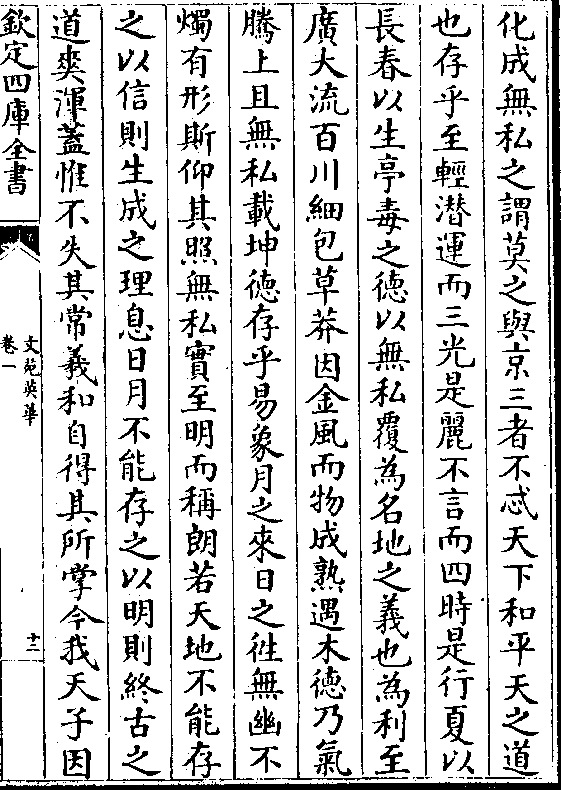 化成無私之謂莫之與京三者不忒天下和平天之道
也存乎至輕潜運而三光是麗不言而四時是行夏以
長春以生亭毒之德以無私覆為名地之義也為利至
廣大流百川細包草莽因金風而物成熟遇木德乃氣
騰上且無私載坤德存乎易象月之來日之徃無幽不
燭有形斯仰其照無私實至明而稱朗若天地不能存
之以信則生成之理息日月不能存之以明則終古之
道爽渾蓋惟不失其常羲和自得其所掌今我天子因
欽定四庫全書
文苑英華
卷一
十三